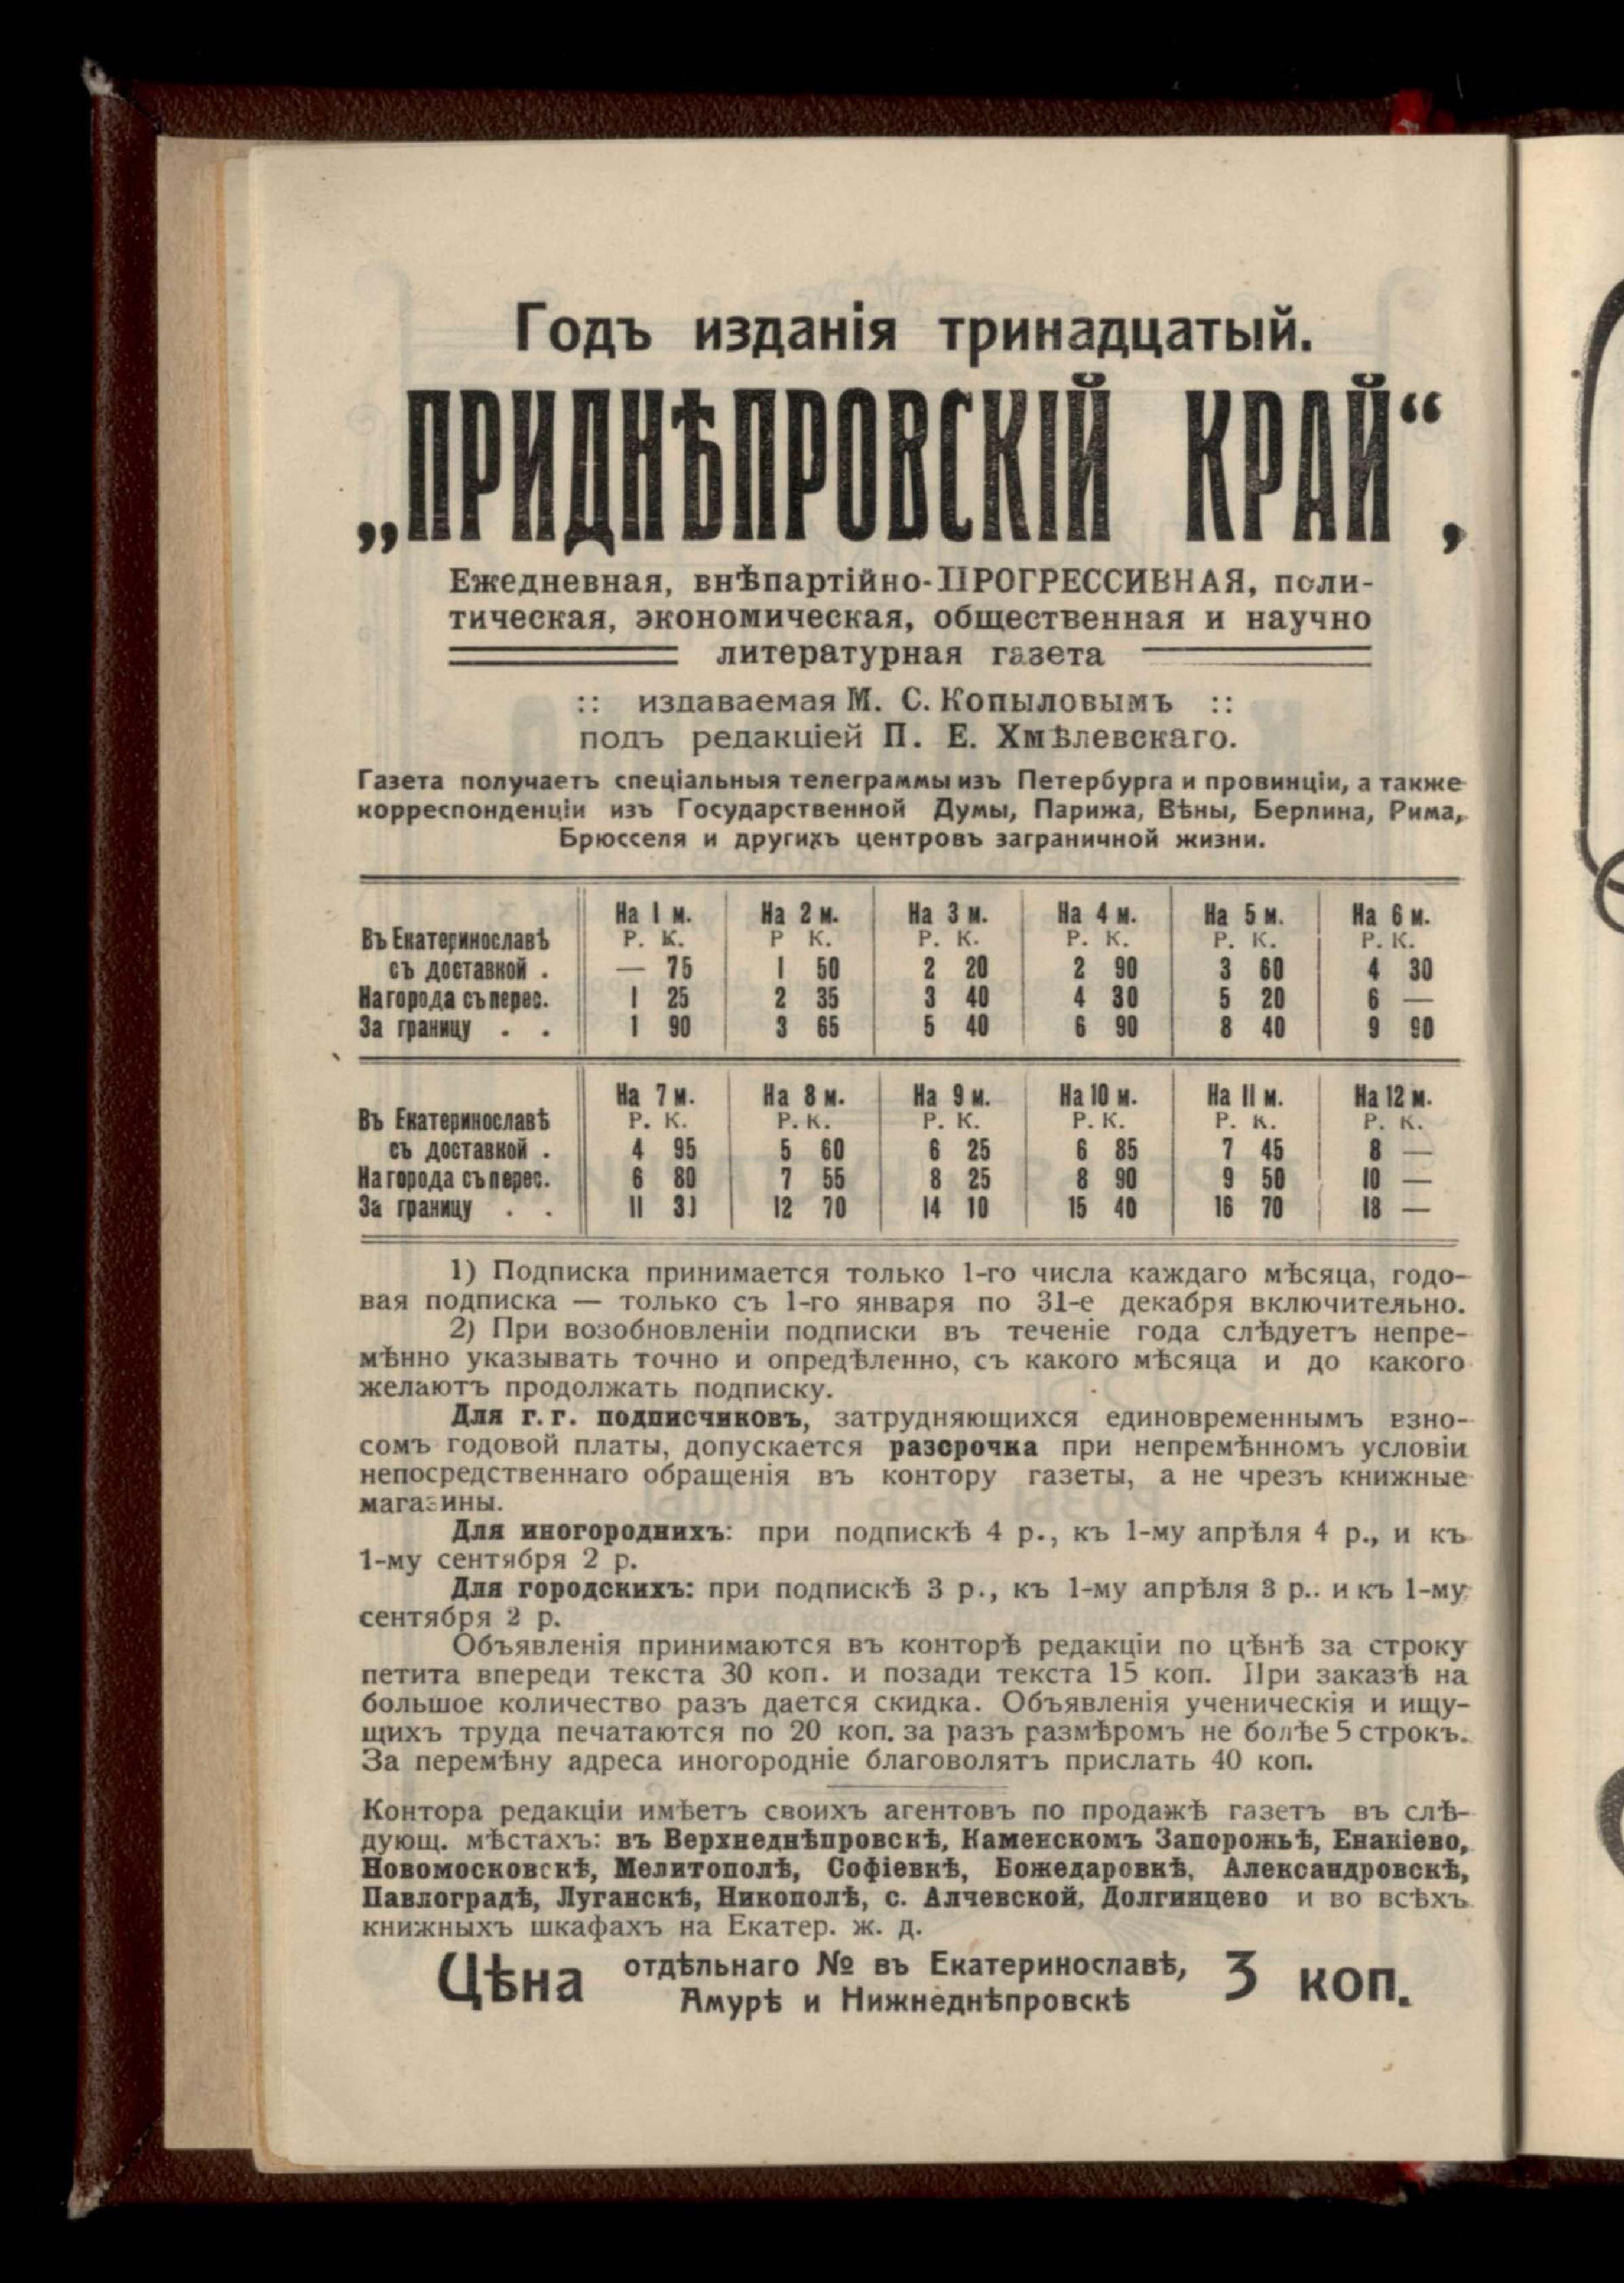 Годъ изданія тринадцатый.
„ПРИДНѢПРОВСКІЙ КРАЙ“,
Ежедневная, внѣпартійно-ПРОГРЕССИВНАЯ, поли-
тическая, экономическая, общественная и научно
литературная газета
:: издаваемая М. С. Копыловымъ ::
подъ редакціей П. Е. Хмѣлевскаго.
Газета получаетъ спеціальныя телеграммы изъ Петербурга и провинціи, а также
корреспонденціи изъ Государственной Думы, Парижа, Вѣны, Берлина, Рима,
Брюсселя и другихъ центровъ заграничной жизни.
На 1 м. На 2 м. На 3 м. На 4 м. На 5 м. На 6 м.
Въ Екатеринославѣ Р. К. Р К. Р. К. Р. К. Р. К. Р. К.
съ доставкой . — 75 1 50 2 20 2 90 3 60 4 30
На города съ перес. 1 25 2 35 3 40 4 30 5 20 6 —
За границу . . 1 90 3 65 5 40 6 90 8 40 9 90
На 7 м. На 8 м. На 9 м. На 10 м. На 11 м. На 12 м.
Въ Екатеринославѣ Р. К. Р. К. Р. К. Р. К. Р. К. Р. К.
съ доставкой . 4 95 5 60 6 25 6 85 7 45 8 —
На города съ перес. 6 80 7 55 8 25 8 90 9 50 10 —
За границу . . 11 30 12 70 14 10 15 40 16 70 18 —
1) Подписка принимается только 1-го числа каждаго мѣсяца, годо-
вая подписка — только съ 1-го января по 31-е декабря включительно.
2) При возобновленіи подписки въ теченіе года слѣдуетъ непре-
мѣнно указывать точно и опредѣленно, съ какого мѣсяца и до какого
желаютъ продолжать подписку.
Для г. г. подписчиковъ, затрудняющихся единовременнымъ взно-
сомъ годовой платы, допускается разсрочка при непремѣнномъ условіи
непосредственнаго обращенія въ контору газеты, а не чрезъ книжные
магазины.
Для иногороднихъ: при подпискѣ 4 р., къ 1-му апрѣля 4 р., и къ
1-му сентября 2 р.
Для городскихъ: при подпискѣ 3 р., къ 1-му апрѣля 3 р.. и къ 1-му
сентября 2 р.
Объявленія принимаются въ конторѣ редакціи по цѣнѣ за строку
петита впереди текста 30 коп. и позади текста 15 коп. При заказѣ на
большое количество разъ дается скидка. Объявленія ученическія и ищу-
щихъ труда печатаются по 20 коп. за разъ размѣромъ не болѣе 5 строкъ.
За перемѣну адреса иногородніе благоволятъ прислать 40 коп.
Контора редакціи имѣетъ своихъ агентовъ по продажѣ газетъ въ слѣ-
дующ. мѣстахъ: въ Верхнеднѣпровскѣ, Каменскомъ Запорожьѣ, Енакіево,
Новомосковскѣ, Мелитополѣ, Софіевкѣ, Божедаровкѣ, Александровскѣ,
Павлоградѣ, Луганскѣ, Никополѣ, с. Алчевской, Долгинцево и во всѣхъ
книжныхъ шкафахъ на Екатер. ж. д.
Цѣна отдѣльнаго № въ Екатеринославѣ, 3 коп.
Амурѣ и Нижнеднѣпровскѣ